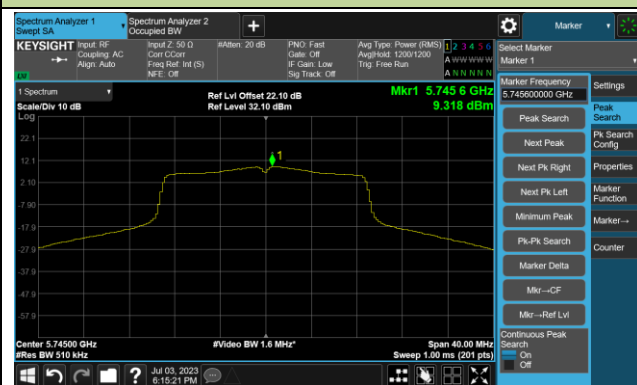 Spectrum Analyzer 1
Swept SA
Spectrum Analyzer 2
Occupied BW
Marker
KEYSIGHT
Input: RF
Coupling: AC
Align: Auto
Input Z: 50 Ω
Corr CCorr
Freq Ref: Int (S)
NFE: Off
#Atten: 20 dB
PNO: Fast
Gate: Off
IF Gain: Low
Sig Track: Off
Avg Type: Power (RMS)
Avg|Hold: 1200/1200
Trig: Free Run
1 2 3 4 5 6
A W W W W W
A N N N N N
LXI
Select Marker
Marker 1
1 Spectrum
Scale/Div 10 dB
Log
Ref Lvl Offset 22.10 dB
Ref Level 32.10 dBm
Mkr1 5.745 6 GHz
9.318 dBm
1
22.1
12.1
2.10
-7.90
-17.9
-27.9
-37.9
-47.9
-57.9
Center 5.74500 GHz
#Res BW 510 kHz
#Video BW 1.6 MHz*
Span 40.00 MHz
Sweep 1.00 ms (201 pts)
Marker Frequency
5.745600000 GHz
Peak Search
Next Peak
Next Pk Right
Next Pk Left
Minimum Peak
Pk-Pk Search
Marker Delta
Mkr→CF
Mkr→Ref Lvl
Continuous Peak
Search
On
Off
Settings
Peak
Search
Pk Search
Config
Properties
Marker
Function
Marker→
Counter
Jul 03, 2023
6:15:21 PM